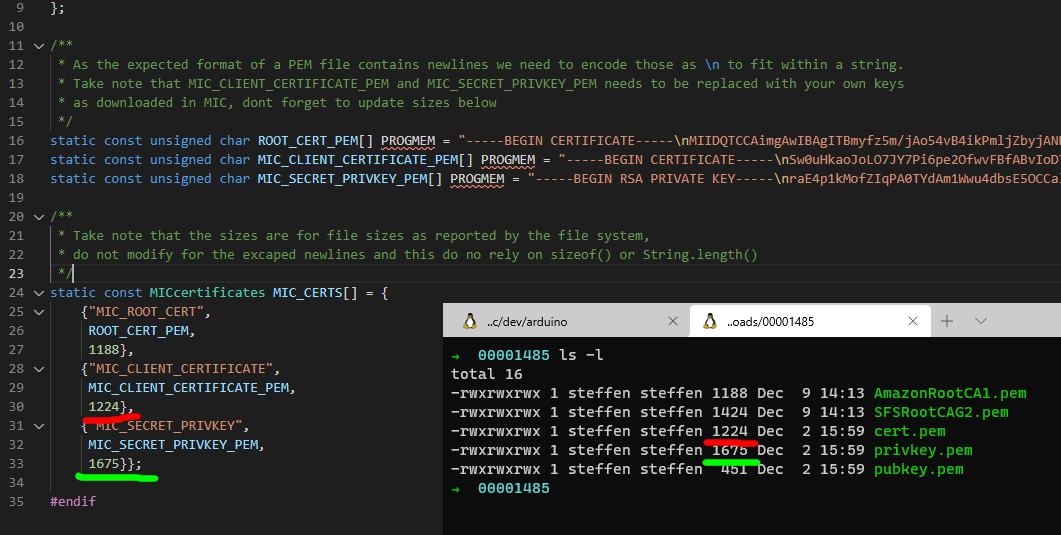 9 };
10
11 /**
12 * As the expected format of a PEM file contains newlines we need to encode those as \n to fit within a string.
13 * Take note that MIC_CLIENT_CERTIFICATE_PEM and MIC_SECRET_PRIVKEY_PEM needs to be replaced with your own keys
14 * as downloaded in MIC, dont forget to update sizes below
15 */
16 static const unsigned char ROOT_CERT_PEM[] PROGMEM = "-----BEGIN CERTIFICATE-----\nMIIDQTCCAimgAwIBAgITBmyfz5m/jAo54vB4ikPmljZbyjAN
17 static const unsigned char MIC_CLIENT_CERTIFICATE_PEM[] PROGMEM = "-----BEGIN CERTIFICATE-----\nSw0uHkaoJoLO7JY7Pi6pe2OfwvFBfABvIoD
18 static const unsigned char MIC_SECRET_PRIVKEY_PEM[] PROGMEM = "-----BEGIN RSA PRIVATE KEY-----\nraE4p1kMofZIqPA0TYdAm1Wwu4dbsE5OCCa
19
20 /**
21 * Take note that the sizes are for file sizes as reported by the file system,
22 * do not modify for the excaped newlines and this do no rely on sizeof() or String.length()
23 */
24 static const MICcertificates MIC_CERTS[] = {
25 {"MIC_ROOT_CERT",
26 ROOT_CERT_PEM,
27 1188},
28 {"MIC_CLIENT_CERTIFICATE",
29 MIC_CLIENT_CERTIFICATE_PEM,
30 1224},
31 {"MIC_SECRET_PRIVKEY",
32 MIC_SECRET_PRIVKEY_PEM,
33 1675}};
34
35 #endif
..c/dev/arduino
..oads/00001485
00001485 ls -l
total 16
-rwxrwxrwx 1 steffen steffen 1188 Dec 9 14:13 AmazonRootCA1.pem
-rwxrwxrwx 1 steffen steffen 1424 Dec 9 14:13 SFSRootCAG2.pem
-rwxrwxrwx 1 steffen steffen 1224 Dec 2 15:59 cert.pem
-rwxrwxrwx 1 steffen steffen 1675 Dec 2 15:59 privkey.pem
-rwxrwxrwx 1 steffen steffen 451 Dec 2 15:59 pubkey.pem
00001485